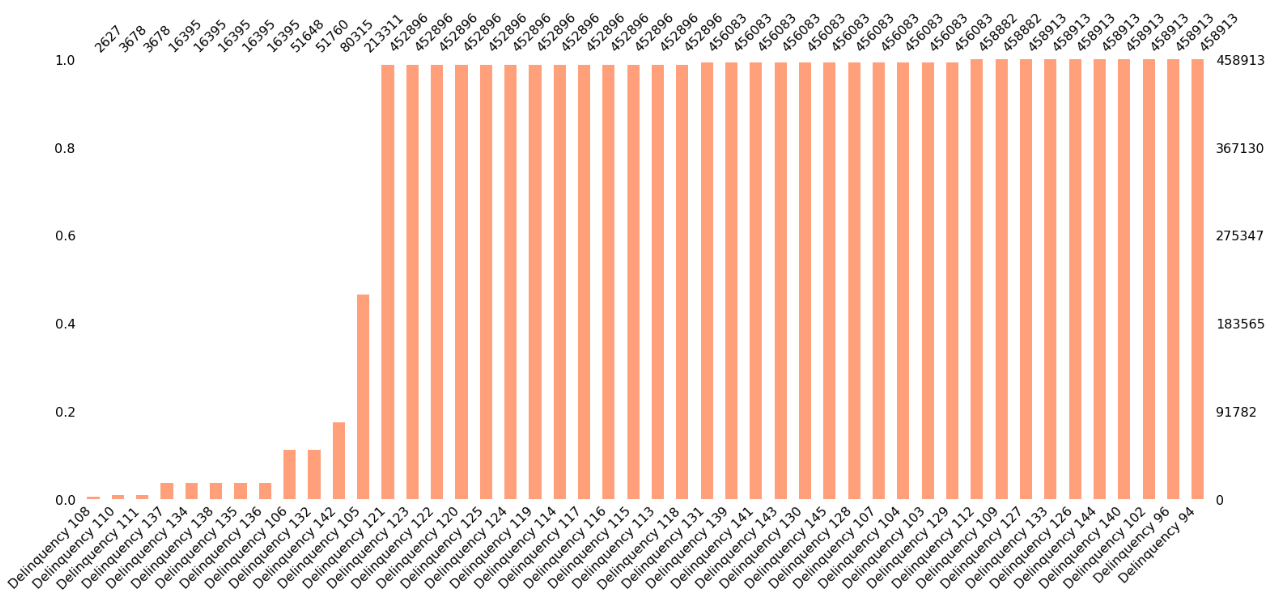 2627
3678
3678
16395
16395
16395
16395
16395
51648
51760
80315
213311
452896
452896
452896
452896
452896
452896
452896
452896
452896
452896
452896
452896
452896
456083
456083
456083
456083
456083
456083
456083
456083
456083
456083
456083
458882
458882
458913
458913
458913
458913
458913
458913
458913
458913
1.0
0.8
0.6
0.4
0.2
0.0
458913
367130
275347
183565
91782
0
Delinquency 108
Delinquency 110
Delinquency 111
Delinquency 137
Delinquency 134
Delinquency 138
Delinquency 135
Delinquency 136
Delinquency 106
Delinquency 132
Delinquency 142
Delinquency 105
Delinquency 121
Delinquency 123
Delinquency 122
Delinquency 120
Delinquency 125
Delinquency 124
Delinquency 119
Delinquency 114
Delinquency 117
Delinquency 116
Delinquency 115
Delinquency 113
Delinquency 118
Delinquency 131
Delinquency 139
Delinquency 141
Delinquency 143
Delinquency 130
Delinquency 145
Delinquency 128
Delinquency 107
Delinquency 104
Delinquency 103
Delinquency 129
Delinquency 112
Delinquency 109
Delinquency 127
Delinquency 133
Delinquency 126
Delinquency 144
Delinquency 140
Delinquency 102
Delinquency 96
Delinquency 94